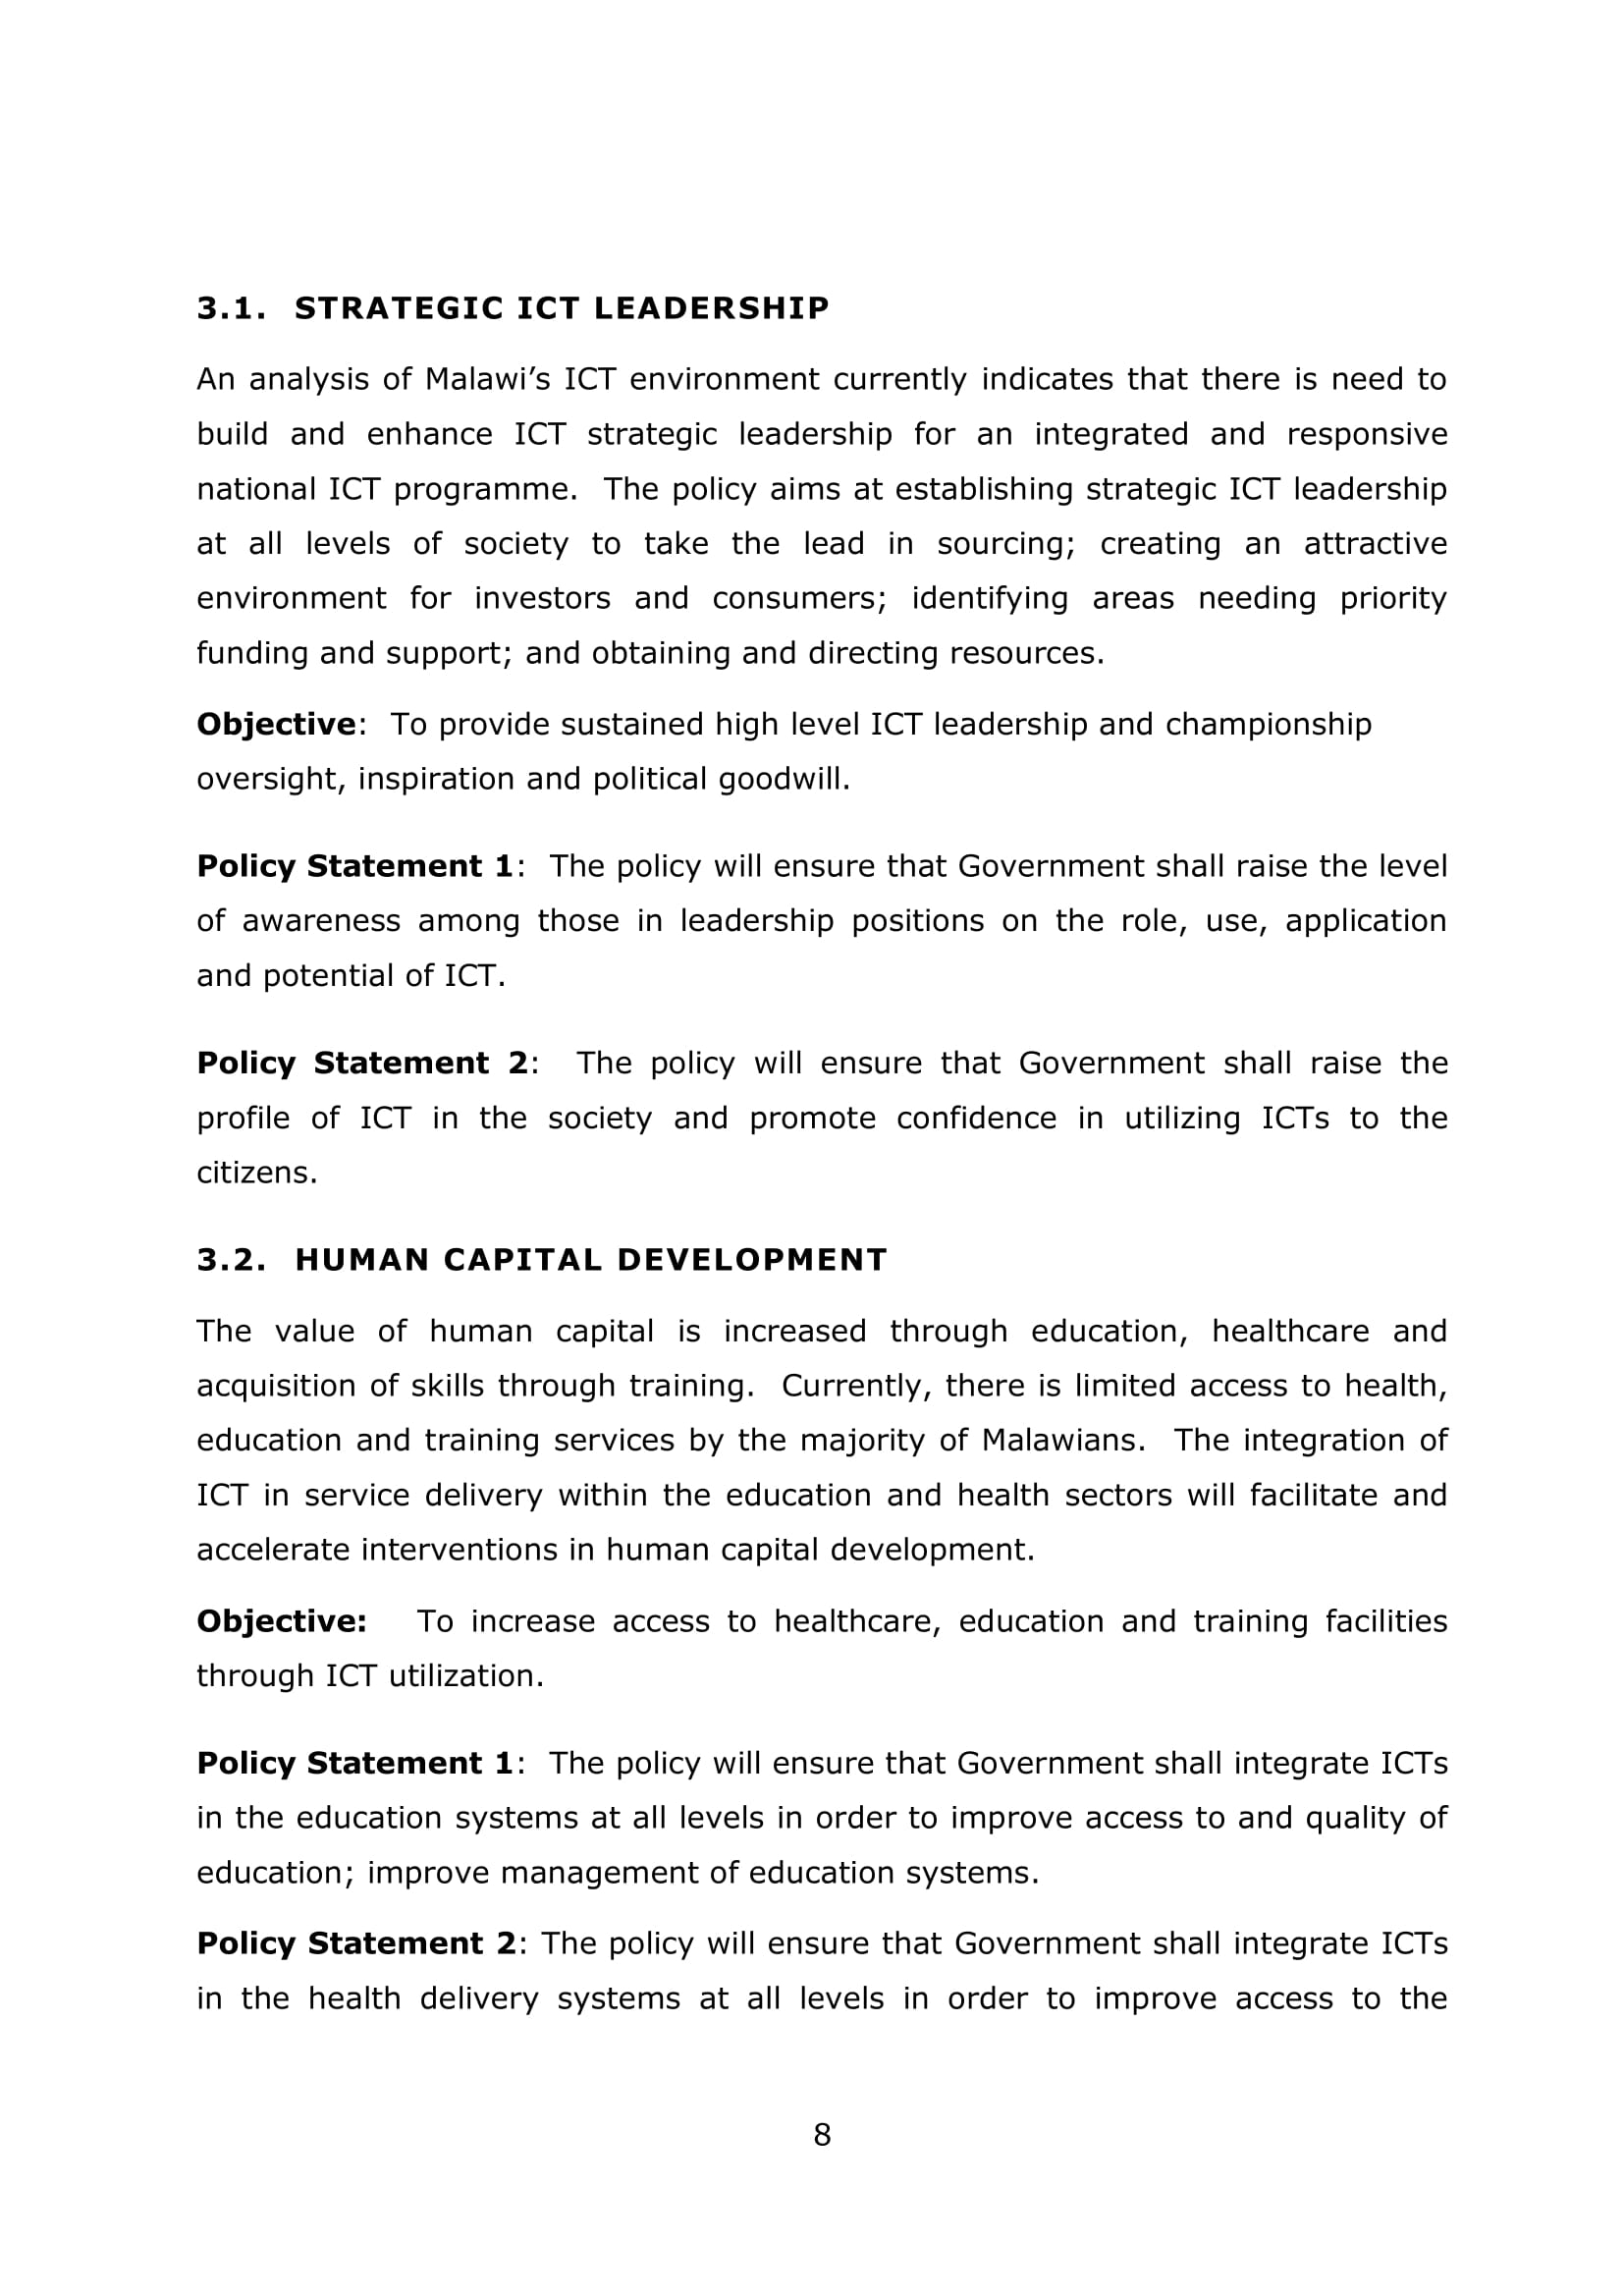 3.1. STRATEGIC ICT LEADERSHIP
An analysis of Malawi’s ICT environment currently indicates that there is need to
build and enhance ICT strategic leadership for an integrated and responsive
national ICT programme. The policy aims at establishing strategic ICT leadership
at all levels of society to take the lead in sourcing; creating an attractive
environment for investors and consumers; identifying areas needing priority
funding and support; and obtaining and directing resources.
Objective: To provide sustained high level ICT leadership and championship
oversight, inspiration and political goodwill.
Policy Statement 1: The policy will ensure that Government shall raise the level
of awareness among those in leadership positions on the role, use, application
and potential of ICT.
Policy Statement 2: The policy will ensure that Government shall raise the
profile of ICT in the society and promote confidence in utilizing ICTs to the
citizens.
3.2. HUMAN CAPITAL DEVELOPMENT
The value of human capital is increased through education, healthcare and
acquisition of skills through training. Currently, there is limited access to health,
education and training services by the majority of Malawians. The integration of
ICT in service delivery within the education and health sectors will facilitate and
accelerate interventions in human capital development.
Objective: To increase access to healthcare, education and training facilities
through ICT utilization.
Policy Statement 1: The policy will ensure that Government shall integrate ICTs
in the education systems at all levels in order to improve access to and quality of
education; improve management of education systems.
Policy Statement 2: The policy will ensure that Government shall integrate ICTs
in the health delivery systems at all levels in order to improve access to the
8